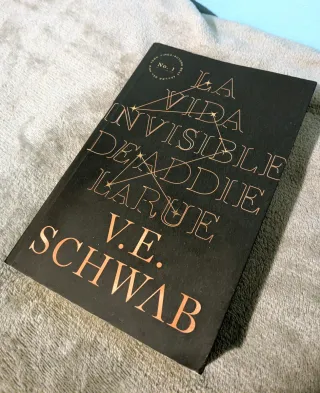 No. 1
LA
VIDA
INVISIBLE
DE ADDIE
LARUE
V.E.
SCHWAB